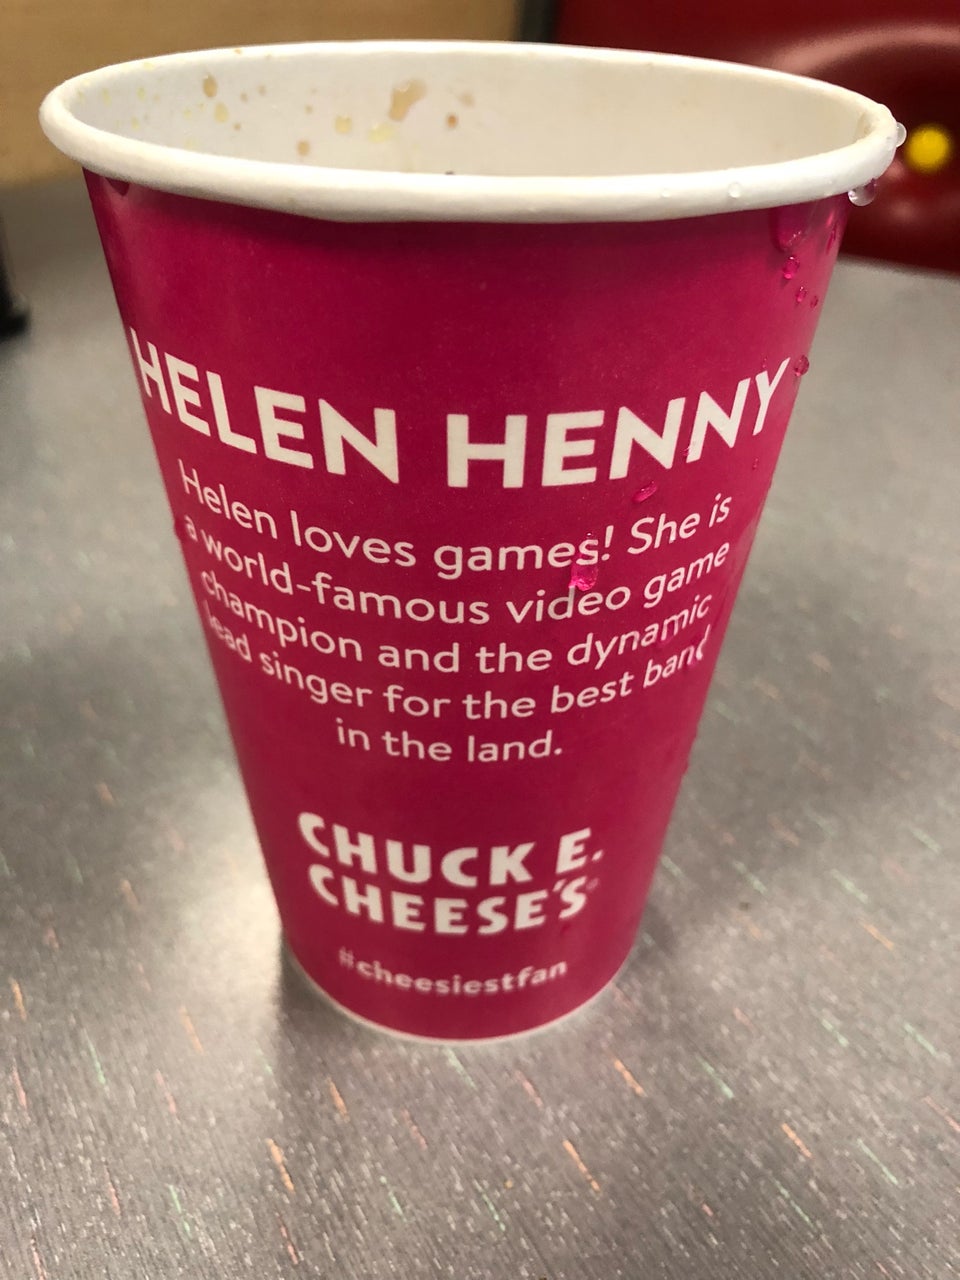 HELEN HENNY
Helen loves games! She is
a world-famous video game
champion and the dynamic
lead singer for the best band
in the land.
CHUCK E.
CHEESE'S
#cheesiestfan